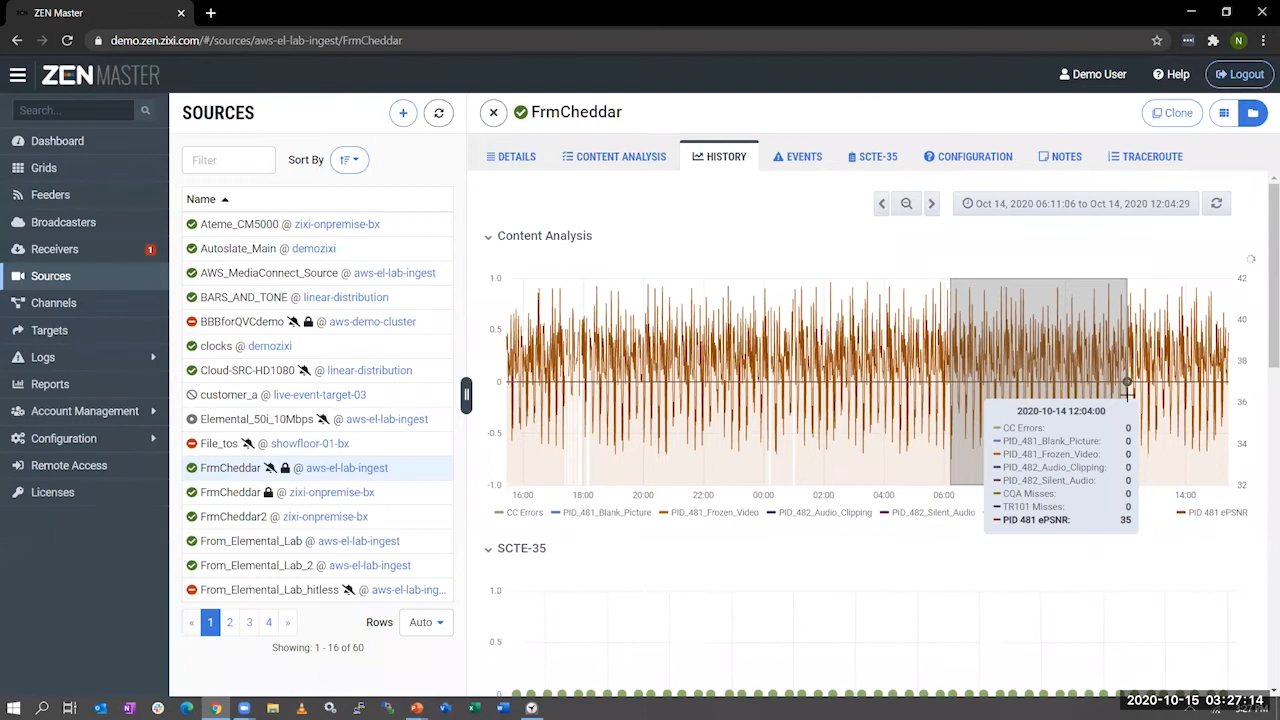 Zen Master
demo.zenzixi.com/#/sources/aws-el-lab-ingest/FrmCheddar
N
ZENMASTER
Demo User
Help
Logout
Search...
Dashboard
Grids
Feeders
Broadcasters
Receivers 1
Sources
Channels
Targets
Logs
Reports
Account Management
Configuration
Remote Access
Licenses
SOURCES
Filter
Sort By
Name
Ateme_CM5000 @ zixi-onpremise-bx
Autoslate_Main @ demozixi
AWS_MediaConnect_Source @ aws-el-lab-ingest
BARS_AND_TONE @ linear-distribution
BBBforQVCdemo @ aws-demo-cluster
clocks @ demozixi
Cloud-SRC-HD1080 @ linear-distribution
customer_a @ live-event-target-03
Elemental_50i_10Mbps @ aws-el-lab-ingest
File_tos @ showfloor-01-bx
FrmCheddar @ aws-el-lab-ingest
FrmCheddar @ zixi-onpremise-bx
FrmCheddar2 @ zixi-onpremise-bx
From_Elemental_Lab @ aws-el-lab-ingest
From_Elemental_Lab_2 @ aws-el-lab-ingest
From_Elemental_Lab_hitless @ aws-el-lab-ing...
« 1 2 3 4 »
Rows Auto
Showing: 1 - 16 of 60
FrmCheddar
Clone
DETAILS CONTENT ANALYSIS HISTORY EVENTS SCTE-35 CONFIGURATION NOTES TRACEROUTE
Oct 14, 2020 06:11:06 to Oct 14, 2020 12:04:29
Content Analysis
1.0 42
40
0.5
38
0
36
-0.5
34
-1.0 32
16:00 18:00 20:00 22:00 00:00 02:00 04:00 06:00 14:00
CC Errors PID_481_Blank_Picture PID_481_Frozen_Video PID_482_Audio_Clipping PID_482_Silent_Audio PID 481 ePSNR
2020-10-14 12:04:00
CC Errors: 0
PID_481_Blank_Picture: 0
PID_481_Frozen_Video: 0
PID_482_Audio_Clipping: 0
PID_482_Silent_Audio: 0
CQA Misses: 0
TR101 Misses: 0
PID 481 ePSNR: 35
SCTE-35
1.0
0.5
0
2020-10-15 03:27:14